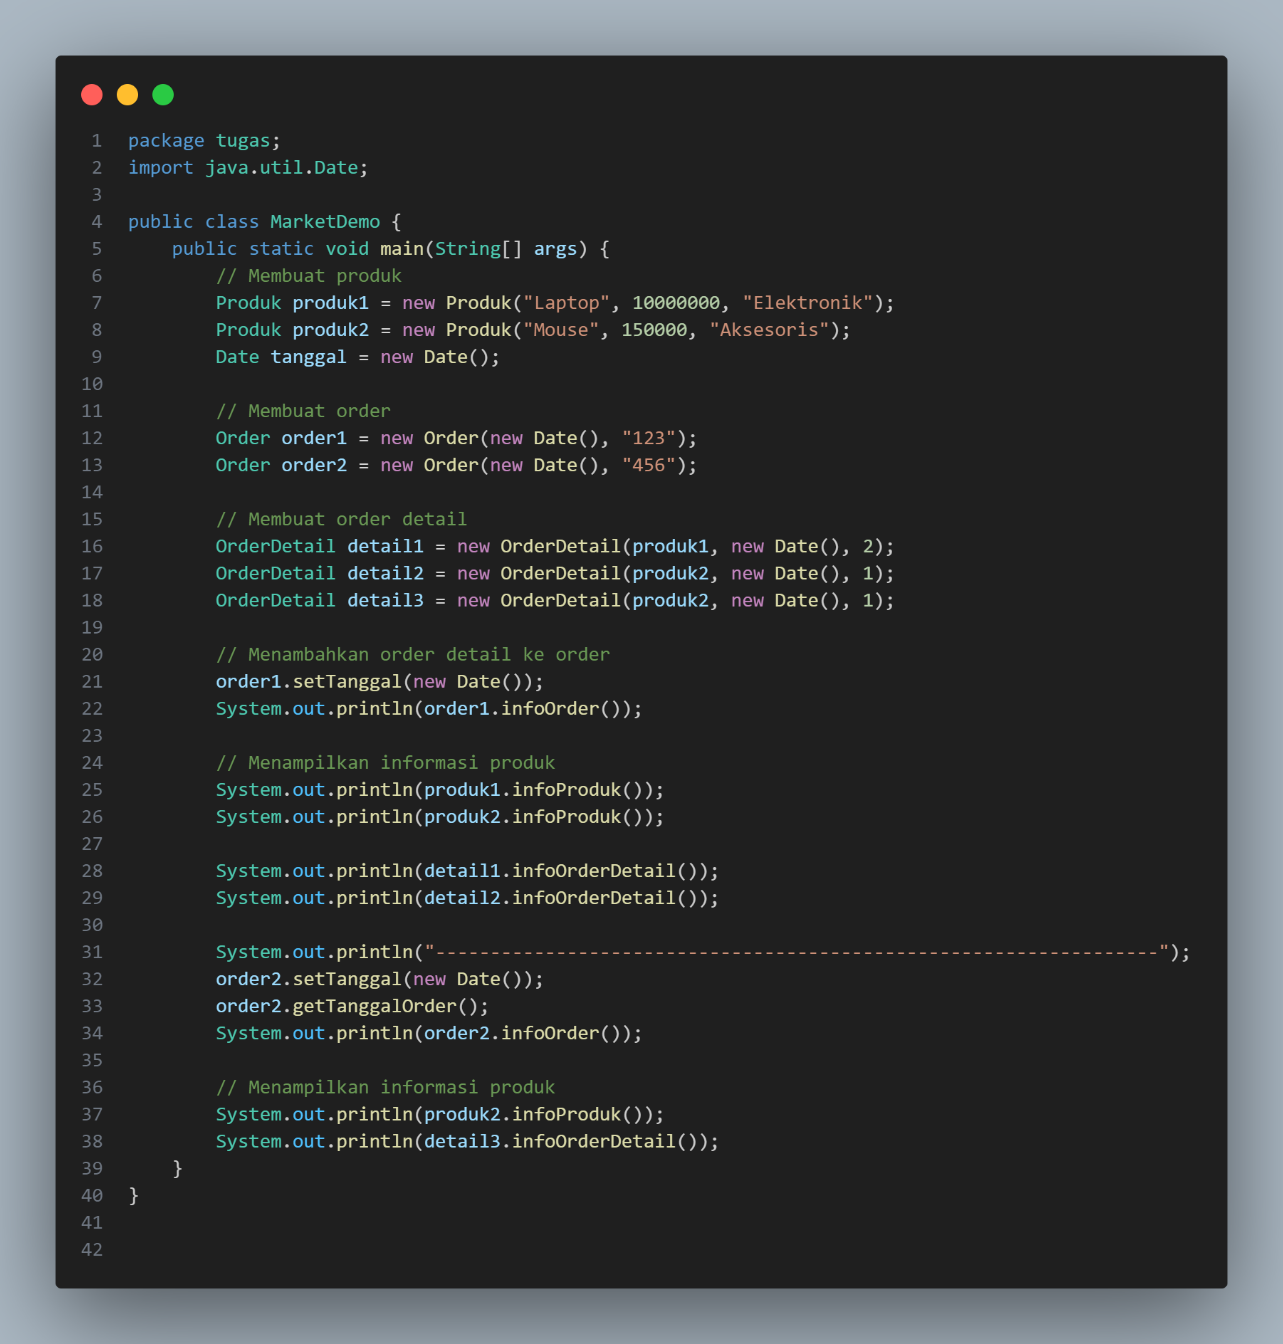 1 package tugas;
2 import java.util.Date;
3
4 public class MarketDemo {
5     public static void main(String[] args) {
6         // Membuat produk
7         Produk produk1 = new Produk("Laptop", 10000000, "Elektronik");
8         Produk produk2 = new Produk("Mouse", 150000, "Aksesoris");
9         Date tanggal = new Date();
10
11         // Membuat order
12         Order order1 = new Order(new Date(), "123");
13         Order order2 = new Order(new Date(), "456");
14
15         // Membuat order detail
16         OrderDetail detail1 = new OrderDetail(produk1, new Date(), 2);
17         OrderDetail detail2 = new OrderDetail(produk2, new Date(), 1);
18         OrderDetail detail3 = new OrderDetail(produk2, new Date(), 1);
19
20         // Menambahkan order detail ke order
21         order1.setTanggal(new Date());
22         System.out.println(order1.infoOrder());
23
24         // Menampilkan informasi produk
25         System.out.println(produk1.infoProduk());
26         System.out.println(produk2.infoProduk());
27
28         System.out.println(detail1.infoOrderDetail());
29         System.out.println(detail2.infoOrderDetail());
30
31         System.out.println("------------------------------------------------------------------");
32         order2.setTanggal(new Date());
33         order2.getTanggalOrder();
34         System.out.println(order2.infoOrder());
35
36         // Menampilkan informasi produk
37         System.out.println(produk2.infoProduk());
38         System.out.println(detail3.infoOrderDetail());
39     }
40 }
41
42